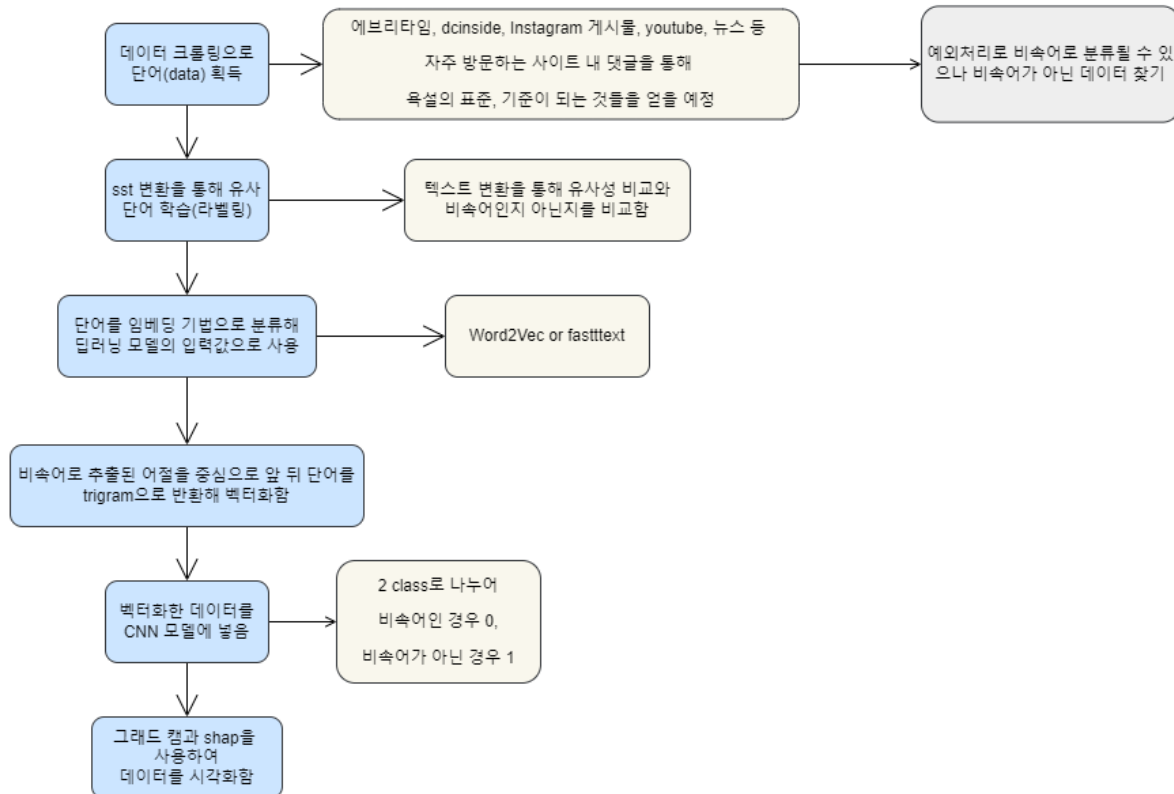 데이터 크롤링으로
단어(data) 획득
에브리타임, dcinside, Instagram 게시물, youtube, 뉴스 등
자주 방문하는 사이트 내 댓글을 통해
욕설의 표준, 기준이 되는 것들을 얻을 예정
예외처리로 비속어로 분류될 수 있
으나 비속어가 아닌 데이터 찾기
sst 변환을 통해 유사
단어 학습(라벨링)
텍스트 변환을 통해 유사성 비교와
비속어인지 아닌지를 비교함
단어를 임베딩 기법으로 분류해
딥러닝 모델의 입력값으로 사용
Word2Vec or fastttext
비속어로 추출된 어절을 중심으로 앞 뒤 단어를
trigram으로 반환해 벡터화함
벡터화한 데이터를
CNN 모델에 넣음
2 class로 나누어
비속어인 경우 0,
비속어가 아닌 경우 1
그래드 캠과 shap을
사용하여
데이터를 시각화함